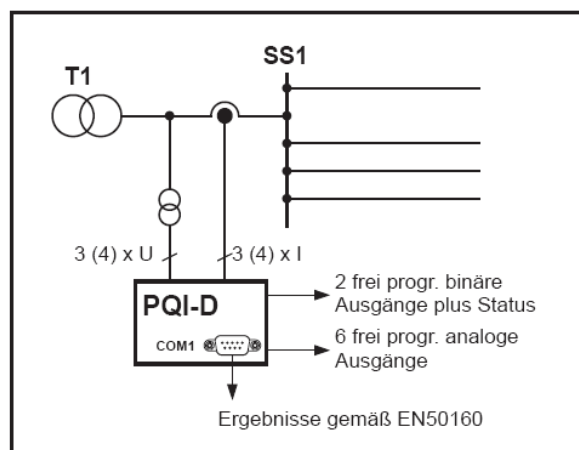 SS1
T1
3 (4) x U
3 (4) x I
PQI-D
COM1
2 frei progr. binäre
Ausgänge plus Status
6 frei progr. analoge
Ausgänge
Ergebnisse gemäß EN50160